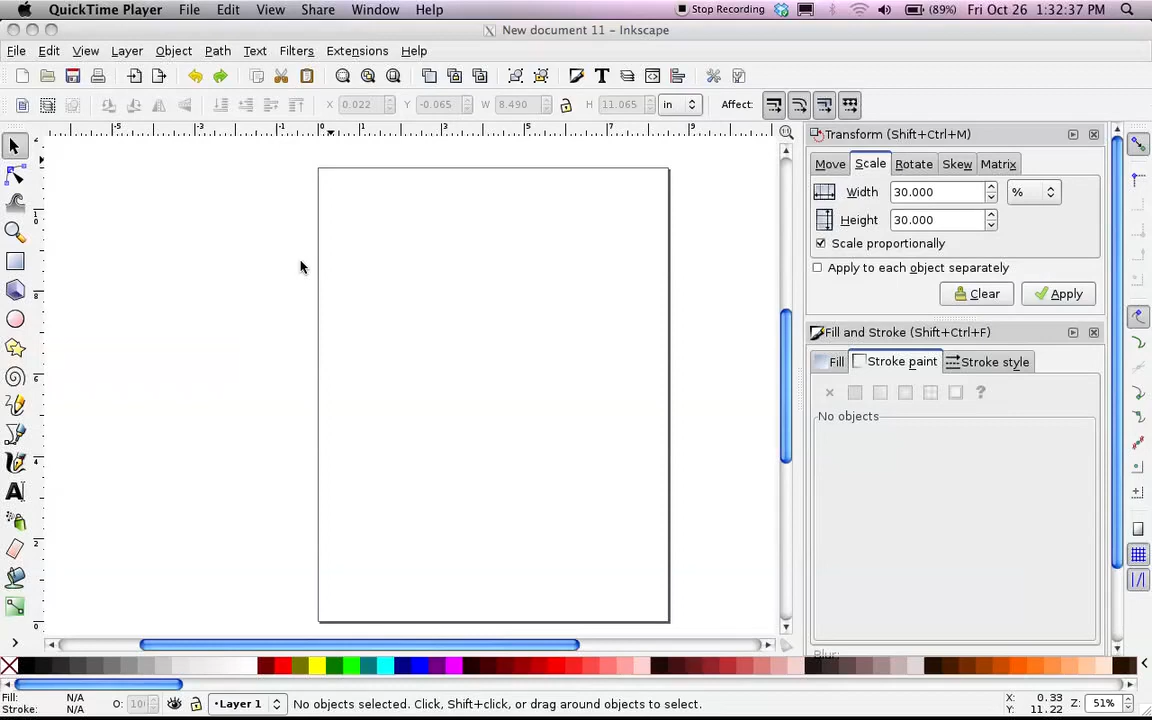 QuickTime Player File Edit View Share Window Help Stop Recording (89%) Fri Oct 26 1:32:37 PM
New document 11 - Inkscape
File Edit View Layer Object Path Text Filters Extensions Help
X 0.022 Y -0.065 W 8.490 H 11.065 in Affect:
Transform (Shift+Ctrl+M)
Move Scale Rotate Skew Matrix
Width 30.000 %
Height 30.000
Scale proportionally
Apply to each object separately
Clear Apply
Fill and Stroke (Shift+Ctrl+F)
Fill Stroke paint Stroke style
?
No objects
Blur:
Fill: N/A
Stroke: N/A
O: Layer 1 No objects selected. Click, Shift+click, or drag around objects to select.
X: 0.33
Y: 11.22
Z: 51%